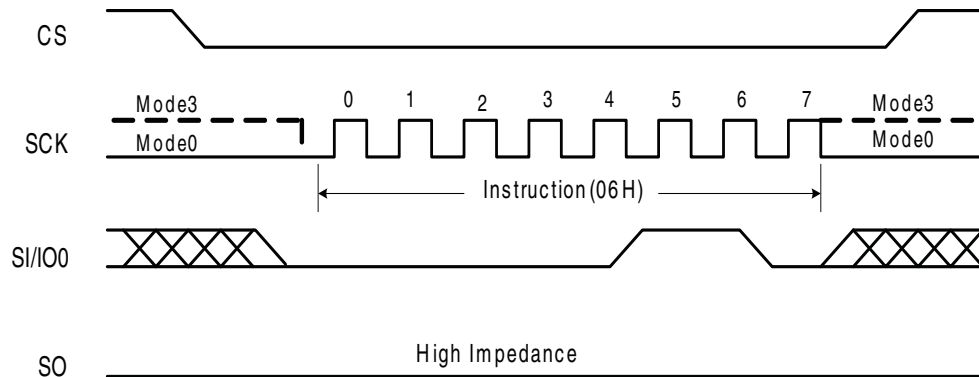 CS
0 1 2 3 4 5 6 7
Mode3 Mode3
SCK
Mode0 Mode0
Instruction(06H)
SI/IO0
High Impedance
SO